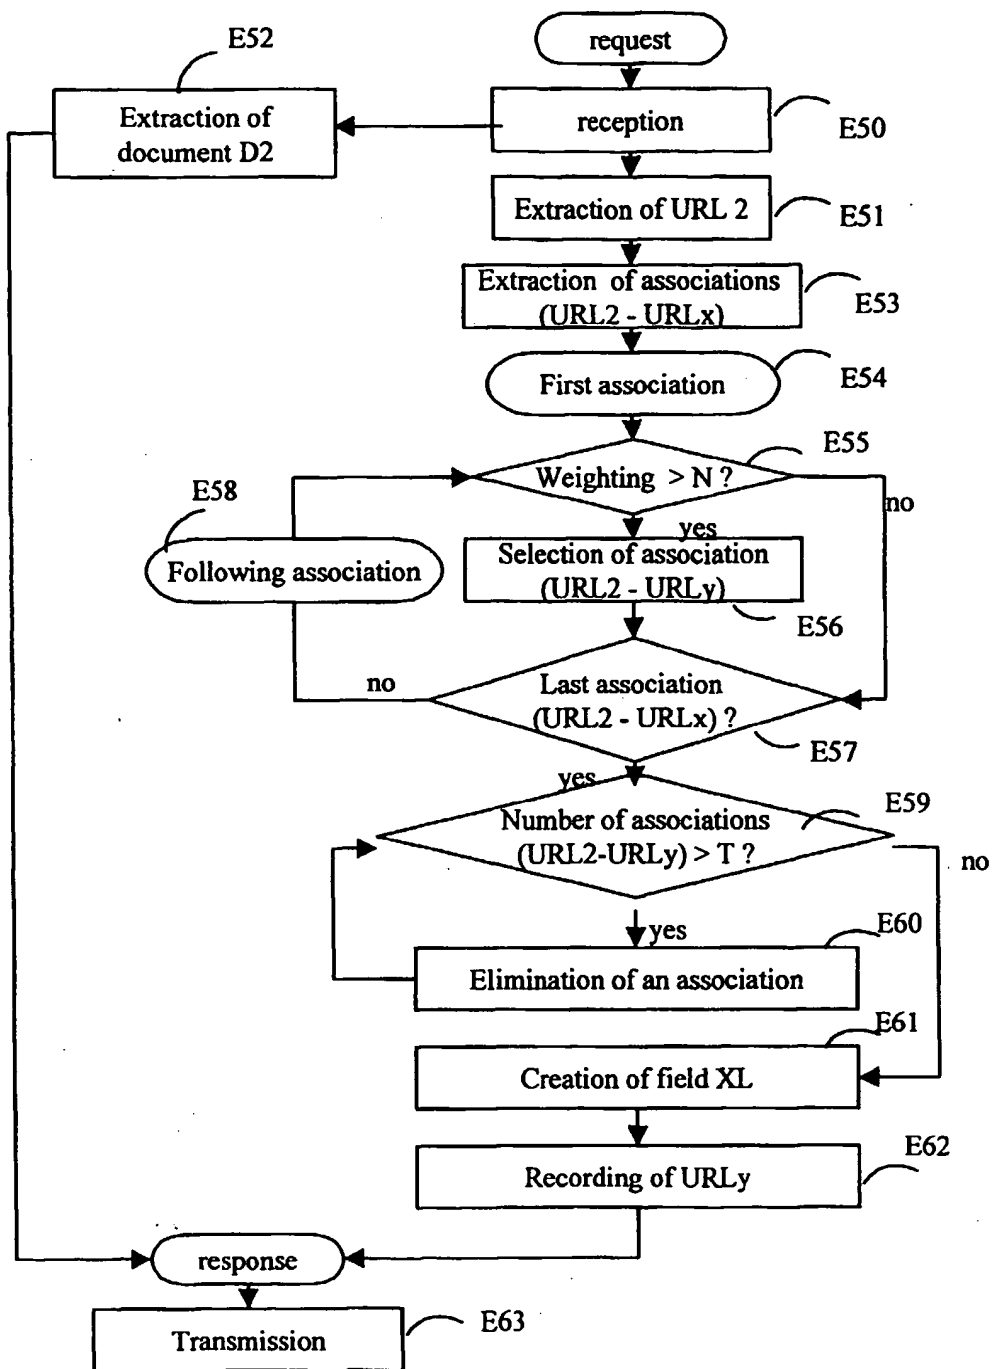 E52
request
Extraction of
document D2
reception
E50
Extraction of URL 2
E51
Extraction of associations
(URL2 - URLx)
E53
First association
E54
E55
Weighting > N ?
no
yes
E58
Following association
Selection of association
(URL2 - URLy)
E56
no
Last association
(URL2 - URLx) ?
E57
yes
E59
Number of associations
(URL2-URLy) > T ?
no
yes
E60
Elimination of an association
E61
Creation of field XL
E62
Recording of URLy
response
E63
Transmission